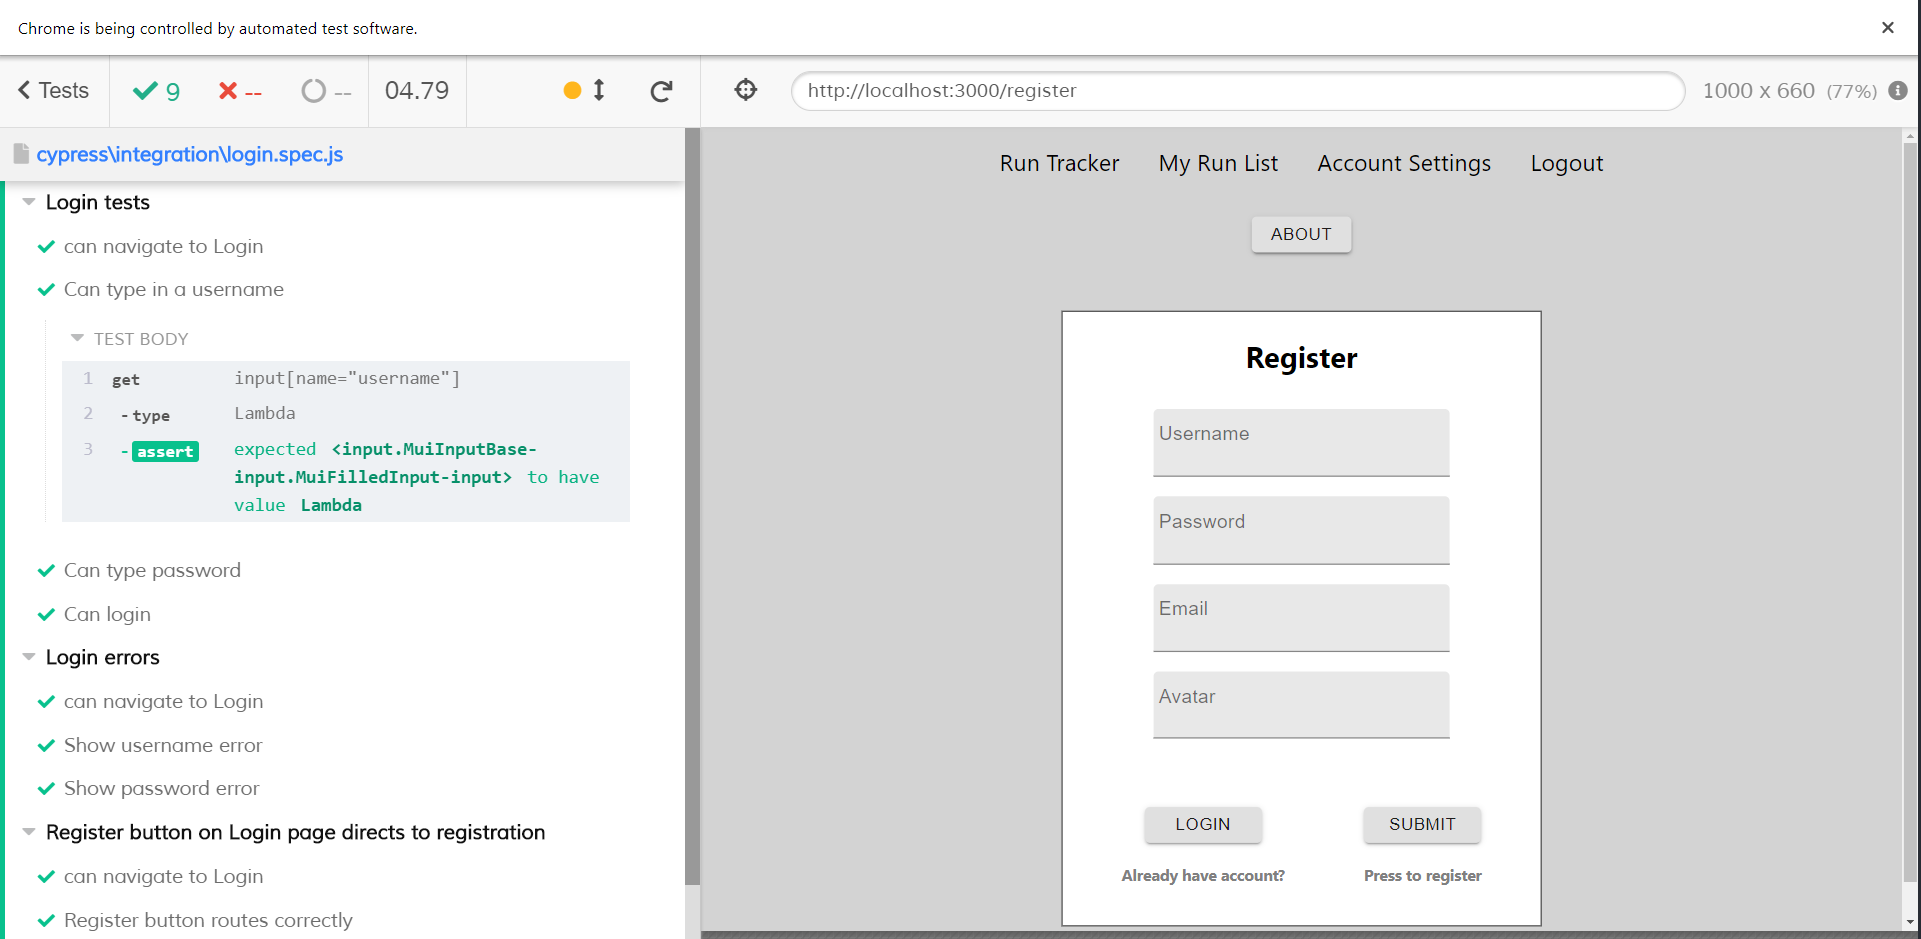 Chrome is being controlled by automated test software.
Tests 9 -- -- 04.79 http://localhost:3000/register 1000 x 660 (77%)
cypress\integration\login.spec.js
Login tests
can navigate to Login
Can type in a username
TEST BODY
1 get input[name="username"]
2 -type Lambda
3 -assert expected <input.MuiInputBase-
input.MuiFilledInput-input> to have
value Lambda
Can type password
Can login
Login errors
can navigate to Login
Show username error
Show password error
Register button on Login page directs to registration
can navigate to Login
Register button routes correctly
Run Tracker My Run List Account Settings Logout
ABOUT
Register
Username
Password
Email
Avatar
LOGIN SUBMIT
Already have account? Press to register